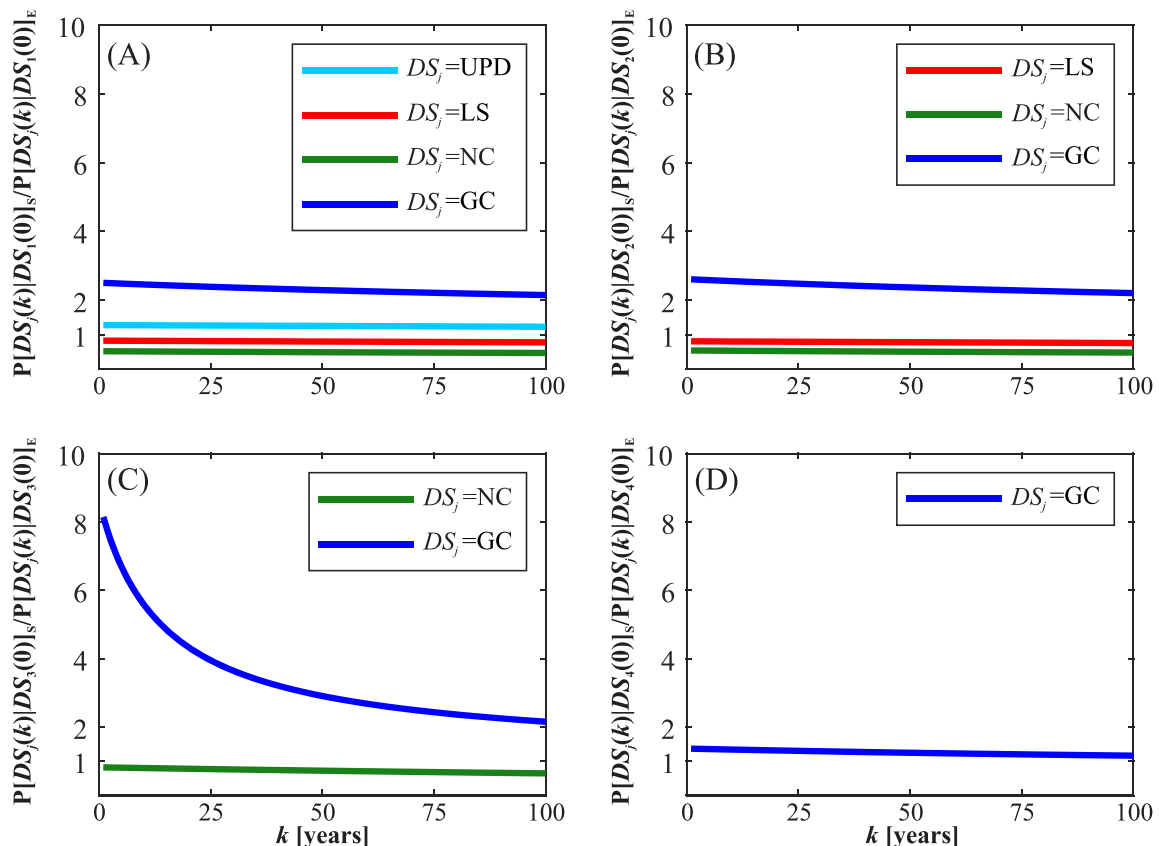 (A)
P[DSj(k)|DS1(0)]S/P[DSj(k)|DS1(0)]E
10
8
6
4
2
1
0 25 50 75 100
DSj=UPD
DSj=LS
DSj=NC
DSj=GC
(B)
P[DSj(k)|DS2(0)]S/P[DSj(k)|DS2(0)]E
10
8
6
4
2
1
0 25 50 75 100
DSj=LS
DSj=NC
DSj=GC
(C)
P[DSj(k)|DS3(0)]S/P[DSj(k)|DS3(0)]E
10
8
6
4
2
1
0 25 50 75 100
k [years]
DSj=NC
DSj=GC
(D)
P[DSj(k)|DS4(0)]S/P[DSj(k)|DS4(0)]E
10
8
6
4
2
1
0 25 50 75 100
k [years]
DSj=GC